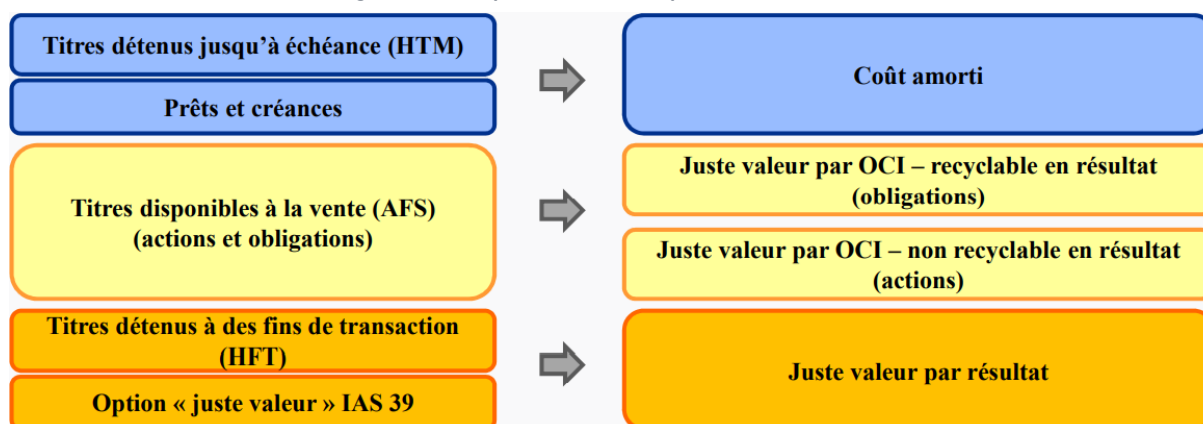 Titres détenus jusqu'à échéance (HTM)
Prêts et créances
Coût amorti
Titres disponibles à la vente (AFS)
(actions et obligations)
Juste valeur par OCI – recyclable en résultat
(obligations)
Juste valeur par OCI – non recyclable en résultat
(actions)
Titres détenus à des fins de transaction
(HFT)
Option « juste valeur » IAS 39
Juste valeur par résultat